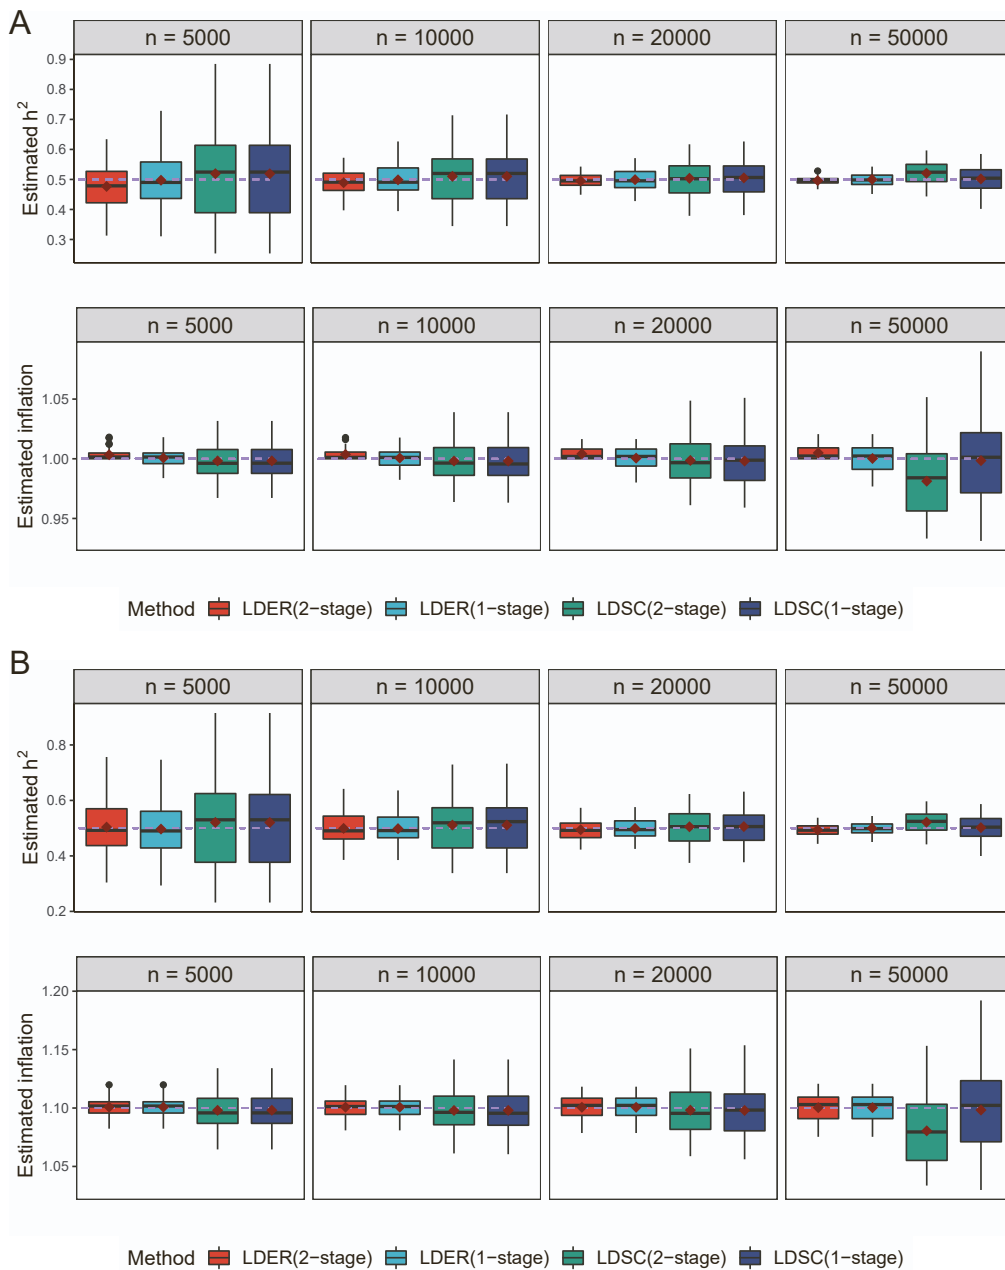 A
n = 5000 n = 10000 n = 20000 n = 50000
Estimated h²
0.9
0.8
0.7
0.6
0.5
0.4
0.3
n = 5000 n = 10000 n = 20000 n = 50000
Estimated inflation
1.05
1.00
0.95
Method LDER(2−stage) LDER(1−stage) LDSC(2−stage) LDSC(1−stage)
B
n = 5000 n = 10000 n = 20000 n = 50000
Estimated h²
0.8
0.6
0.4
0.2
n = 5000 n = 10000 n = 20000 n = 50000
Estimated inflation
1.20
1.15
1.10
1.05
Method LDER(2−stage) LDER(1−stage) LDSC(2−stage) LDSC(1−stage)